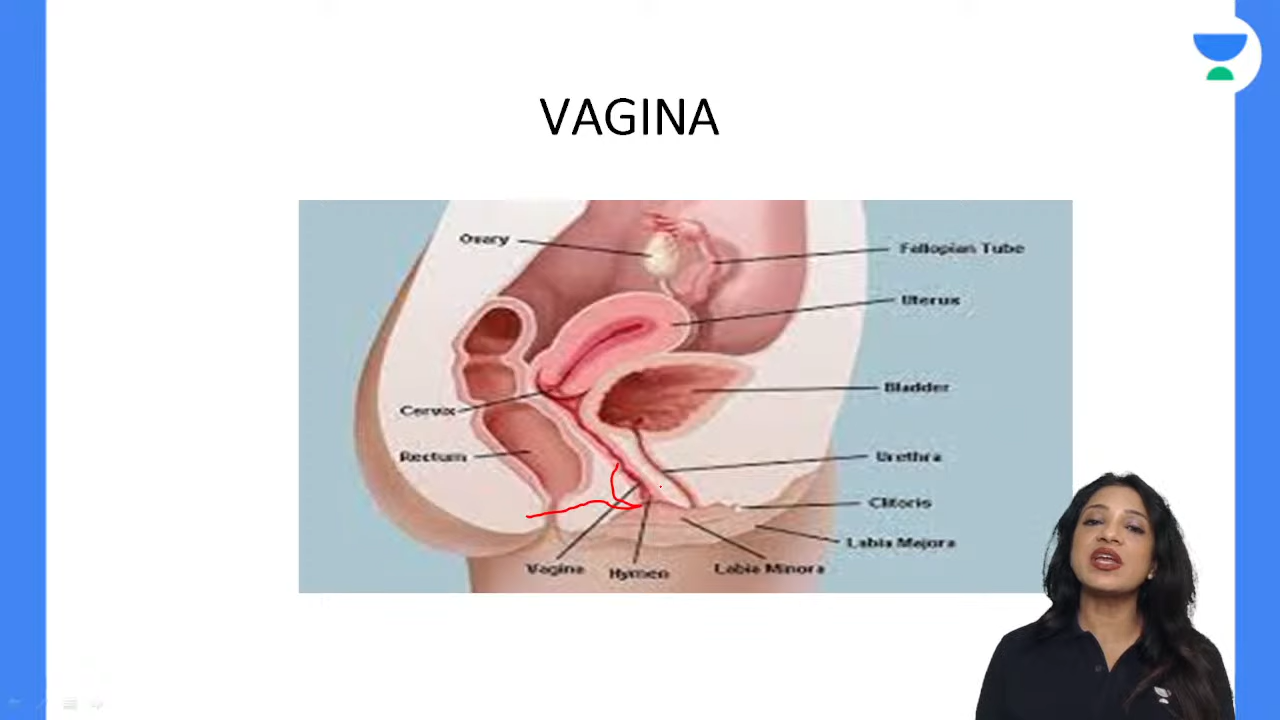 VAGINA
Ovary
Fallopian Tube
Uterus
Bladder
Cervix
Rectum
Urethra
Clitoris
Labia Majora
Vagina
Hymen
Labia Minora